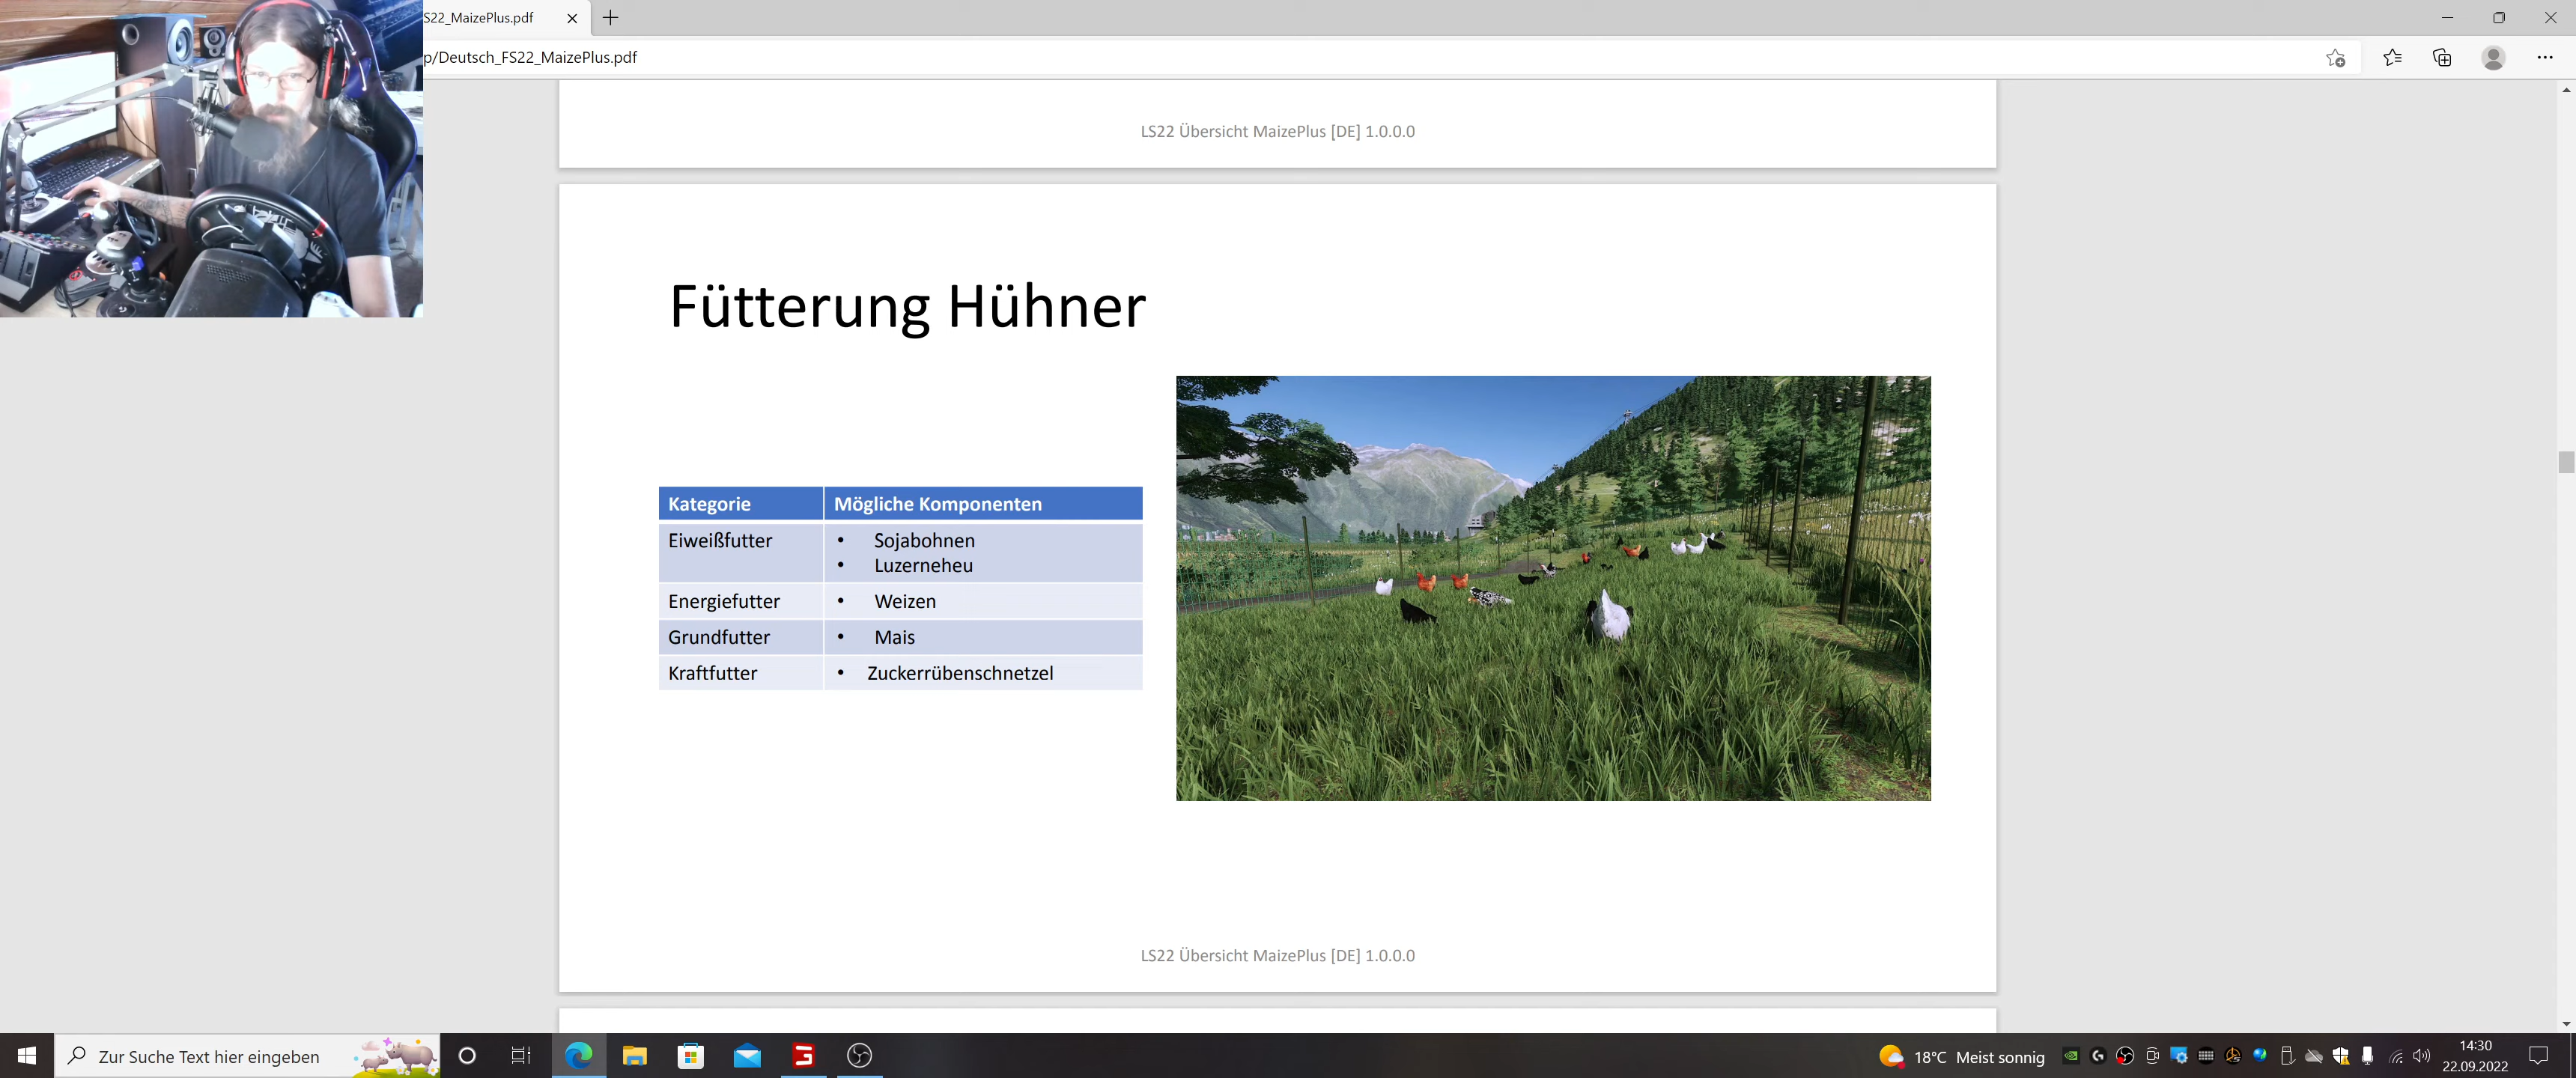 S22_MaizePlus.pdf
p/Deutsch_FS22_MaizePlus.pdf
LS22 Übersicht MaizePlus [DE] 1.0.0.0
Fütterung Hühner
Kategorie Mögliche Komponenten
Eiweißfutter • Sojabohnen
• Luzerneheu
Energiefutter • Weizen
Grundfutter • Mais
Kraftfutter • Zuckerrübenschnetzel
LS22 Übersicht MaizePlus [DE] 1.0.0.0
Zur Suche Text hier eingeben
18°C Meist sonnig
14:30
22.09.2022